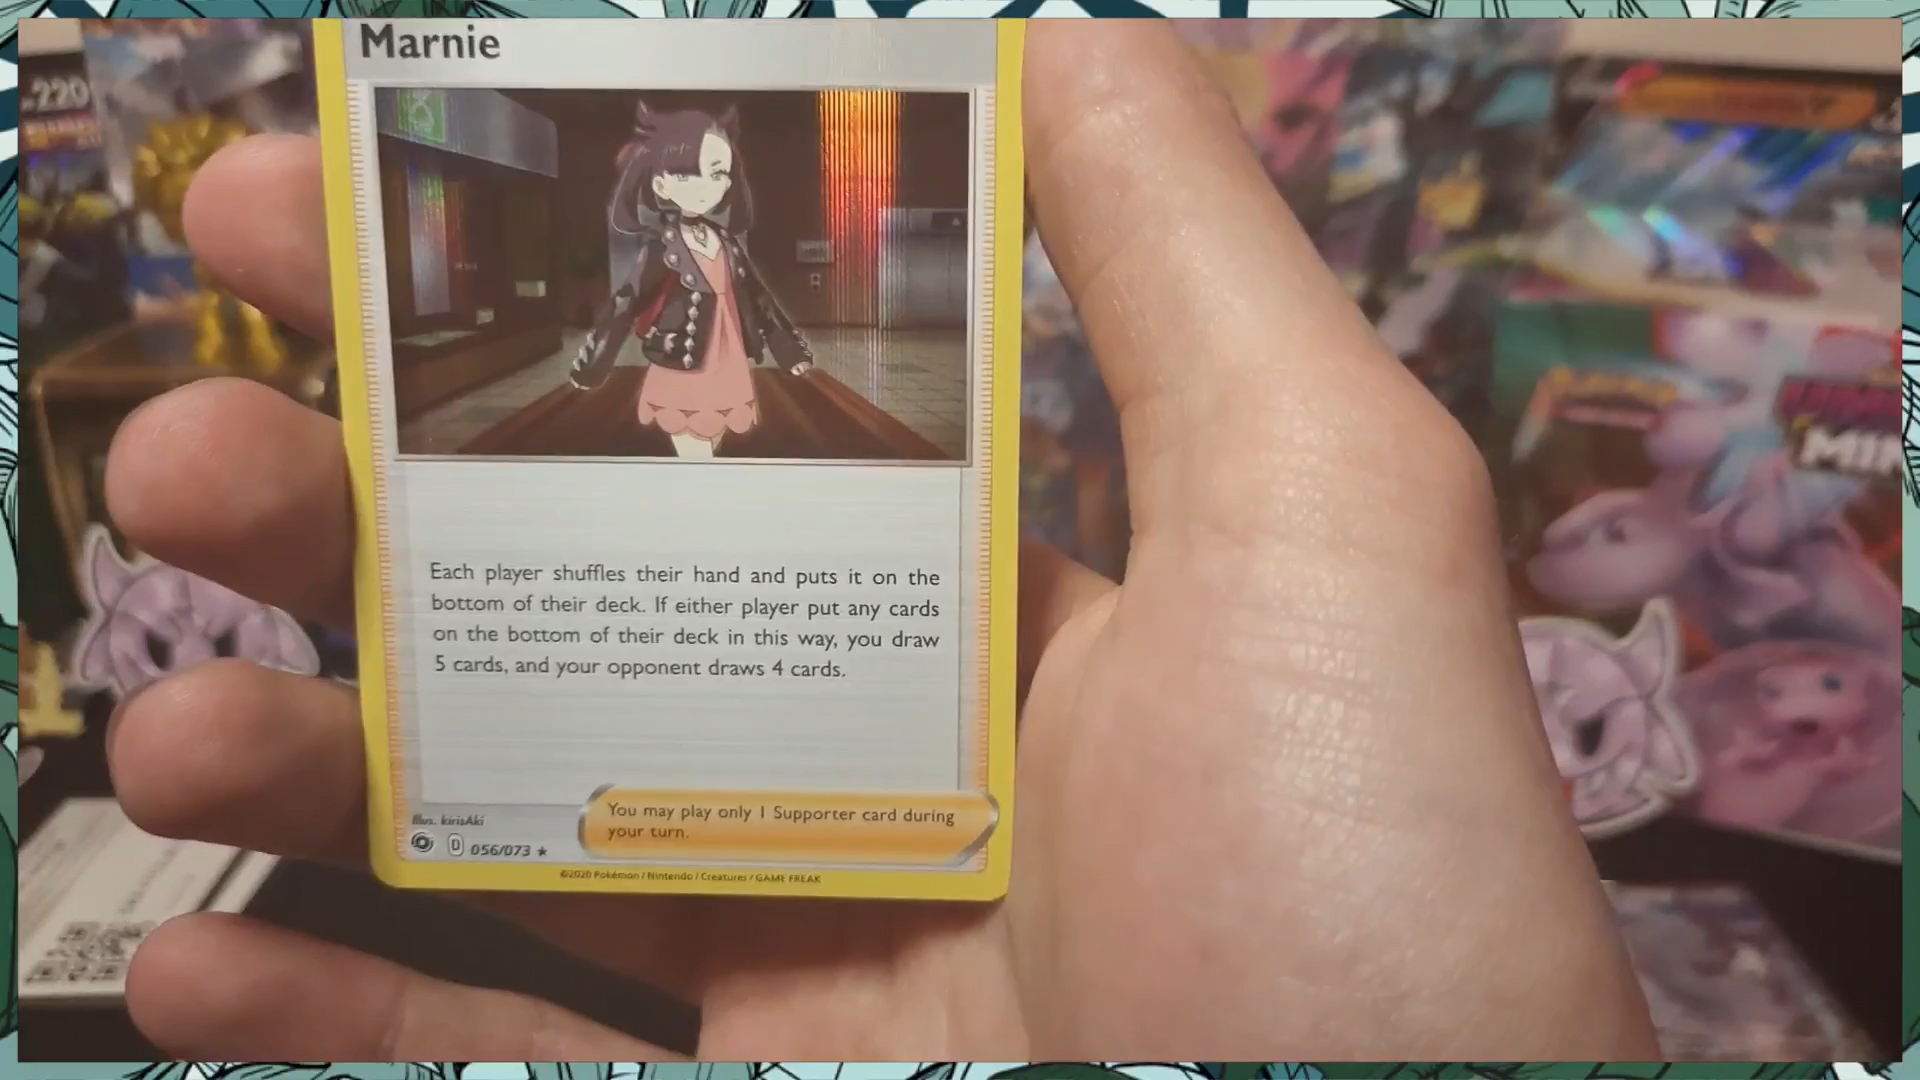 Marnie
220
Each player shuffles their hand and puts it on the
bottom of their deck. If either player put any cards
on the bottom of their deck in this way, you draw
5 cards, and your opponent draws 4 cards.
You may play only 1 Supporter card during
your turn.
Illus. kirisAki
D 056/073
©2020 Pokémon / Nintendo / Creatures / GAME FREAK